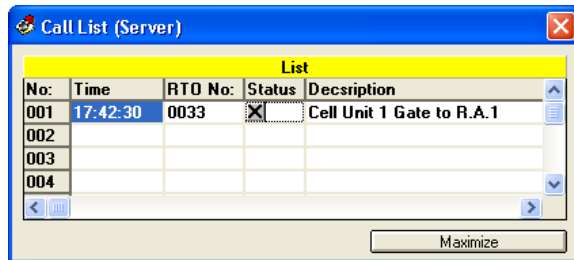 Call List (Server)
List
No: Time RTO No: Status Decsription
001 17:42:30 0033 X Cell Unit 1 Gate to R.A.1
002
003
004
Maximize